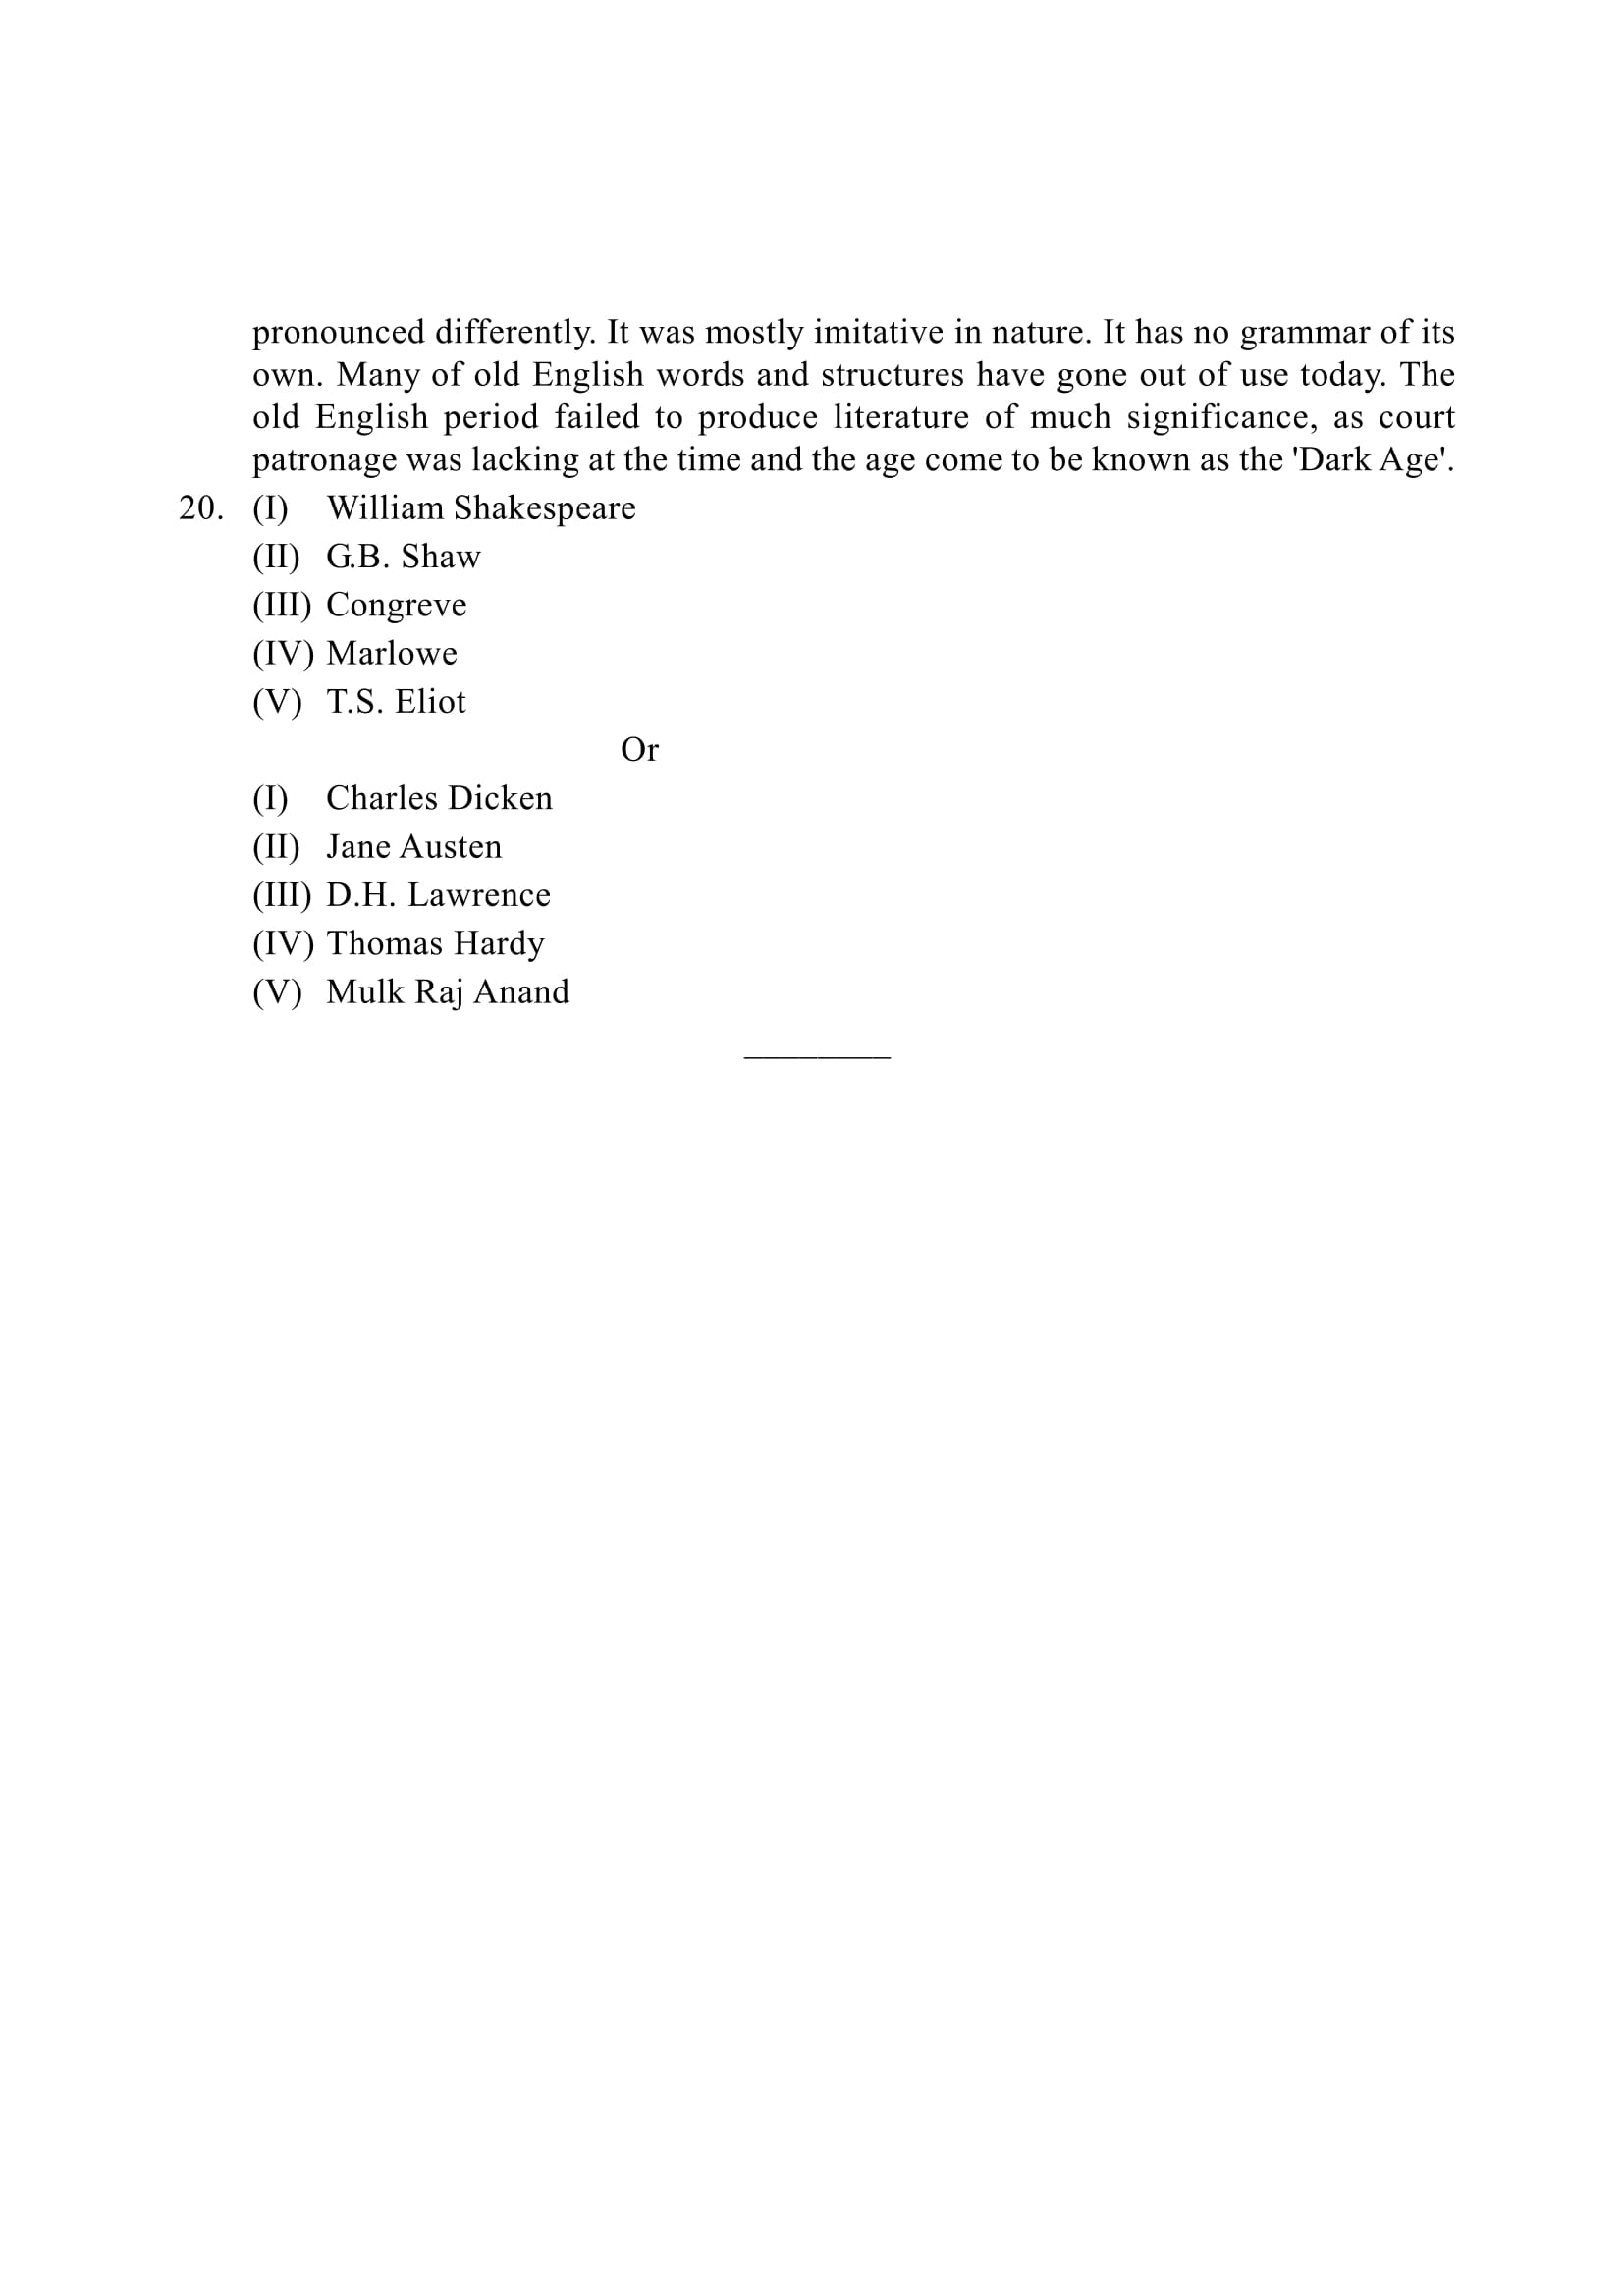 pronounced differently. It was mostly imitative in nature. It has no grammar of its
own. Many of old English words and structures have gone out of use today. The
old English period failed to produce literature of much significance, as court
patronage was lacking at the time and the age come to be known as the 'Dark Age'.
20. (I) William Shakespeare
(II) G.B. Shaw
(III) Congreve
(IV) Marlowe
(V) T.S. Eliot
Or
(I) Charles Dicken
(II) Jane Austen
(III) D.H. Lawrence
(IV) Thomas Hardy
(V) Mulk Raj Anand